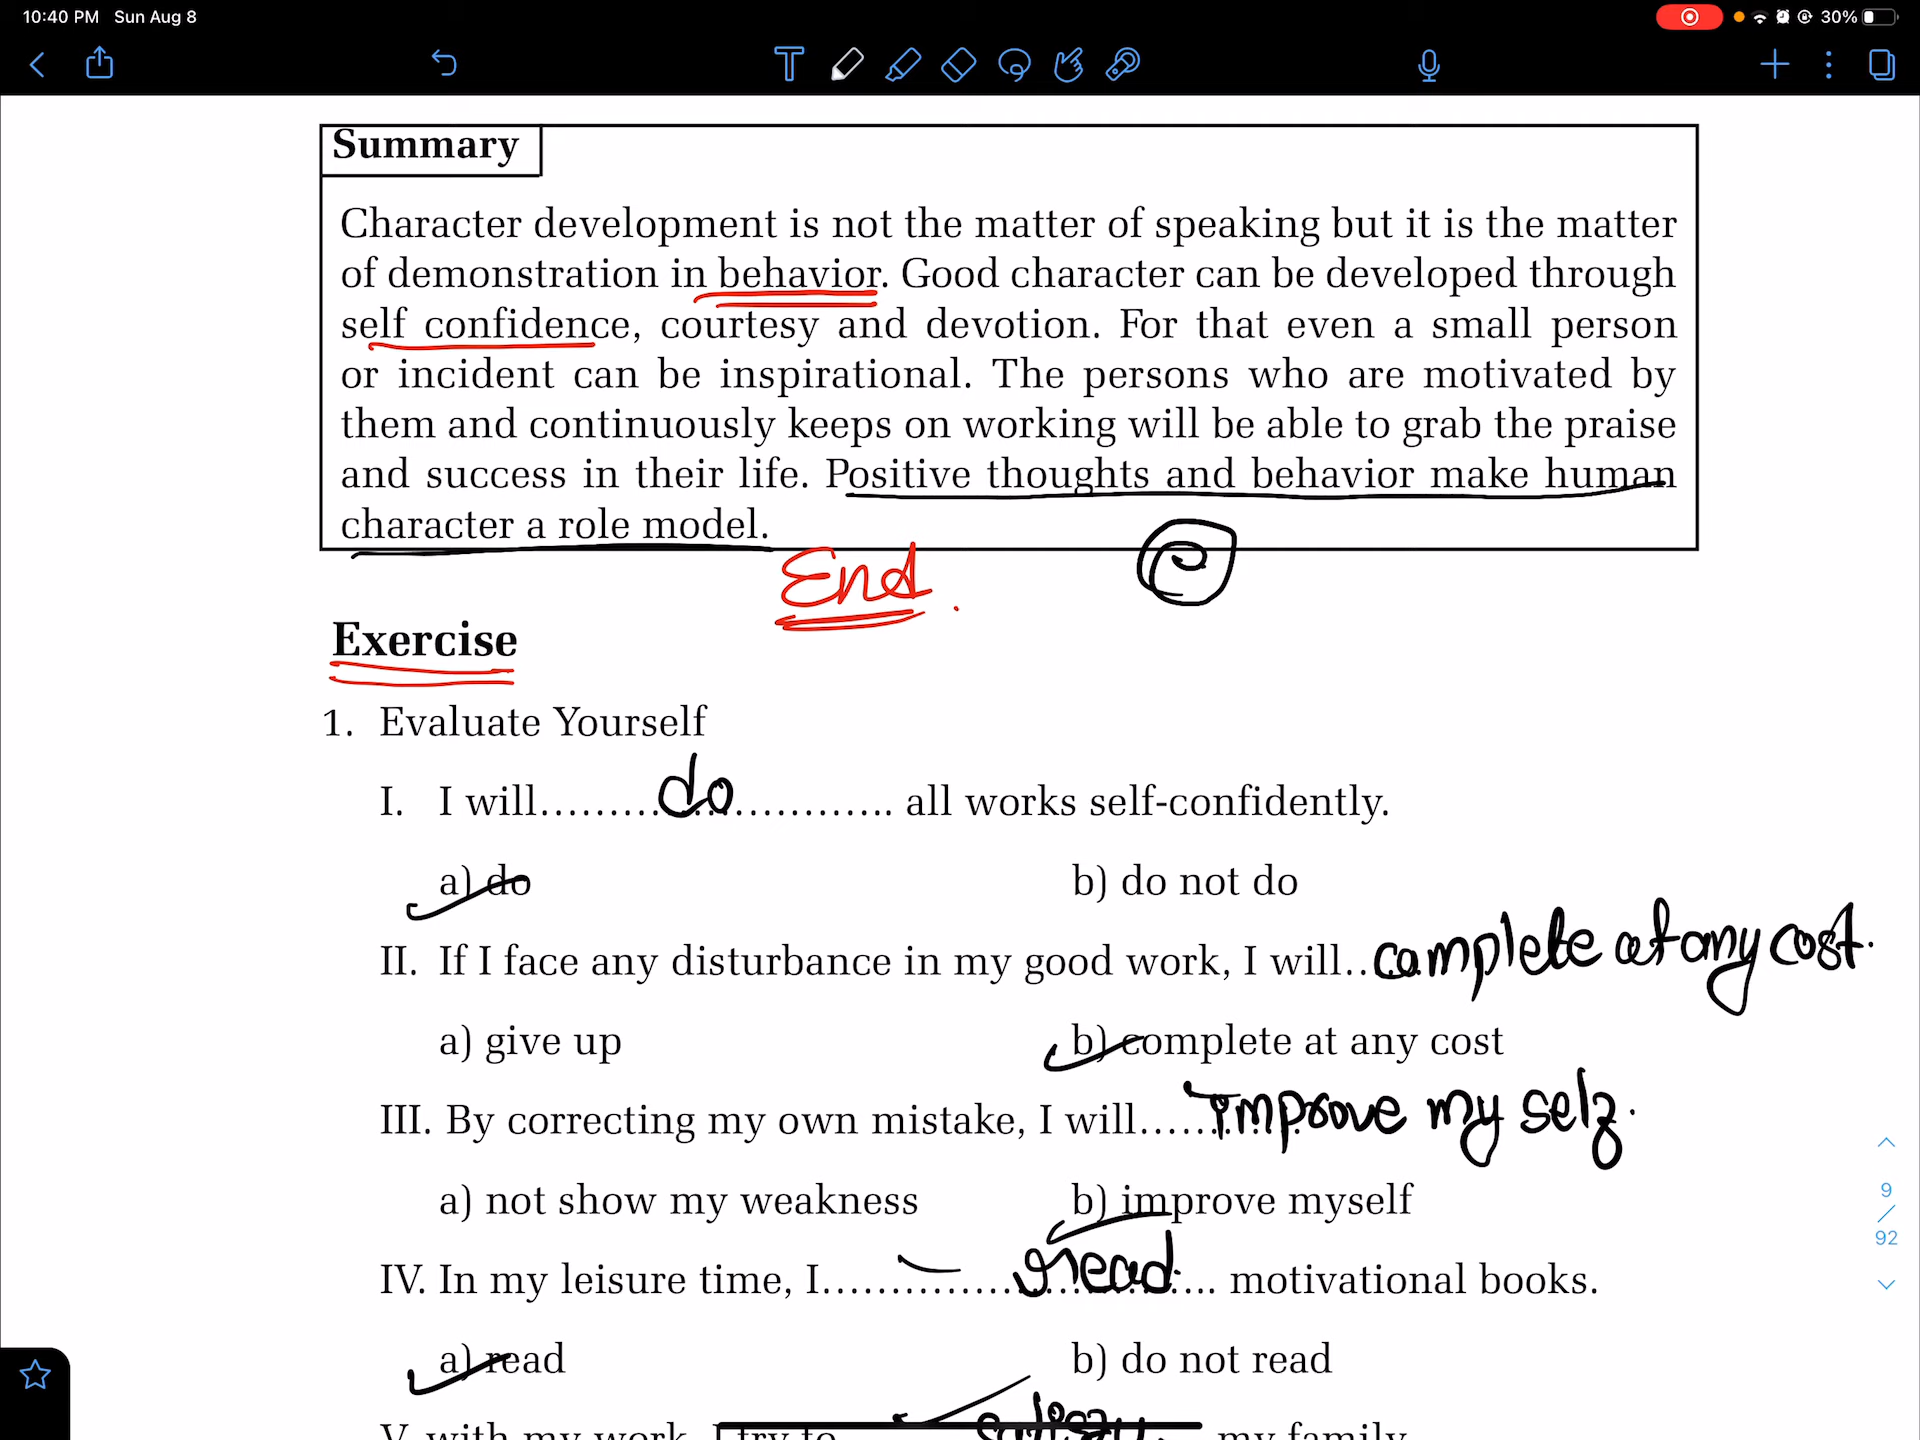 10:40 PM Sun Aug 8 30%
Summary
Character development is not the matter of speaking but it is the matter
of demonstration in behavior. Good character can be developed through
self confidence, courtesy and devotion. For that even a small person
or incident can be inspirational. The persons who are motivated by
them and continuously keeps on working will be able to grab the praise
and success in their life. Positive thoughts and behavior make human
character a role model.
End.
Exercise
1. Evaluate Yourself
I. I will.........do............... all works self-confidently.
a) do b) do not do
II. If I face any disturbance in my good work, I will...complete at any cost.
a) give up b) complete at any cost
III. By correcting my own mistake, I will......improve my self.
a) not show my weakness b) improve myself
IV. In my leisure time, I...............read..... motivational books.
a) read b) do not read
V. with my work, I try to my family
9
/
92